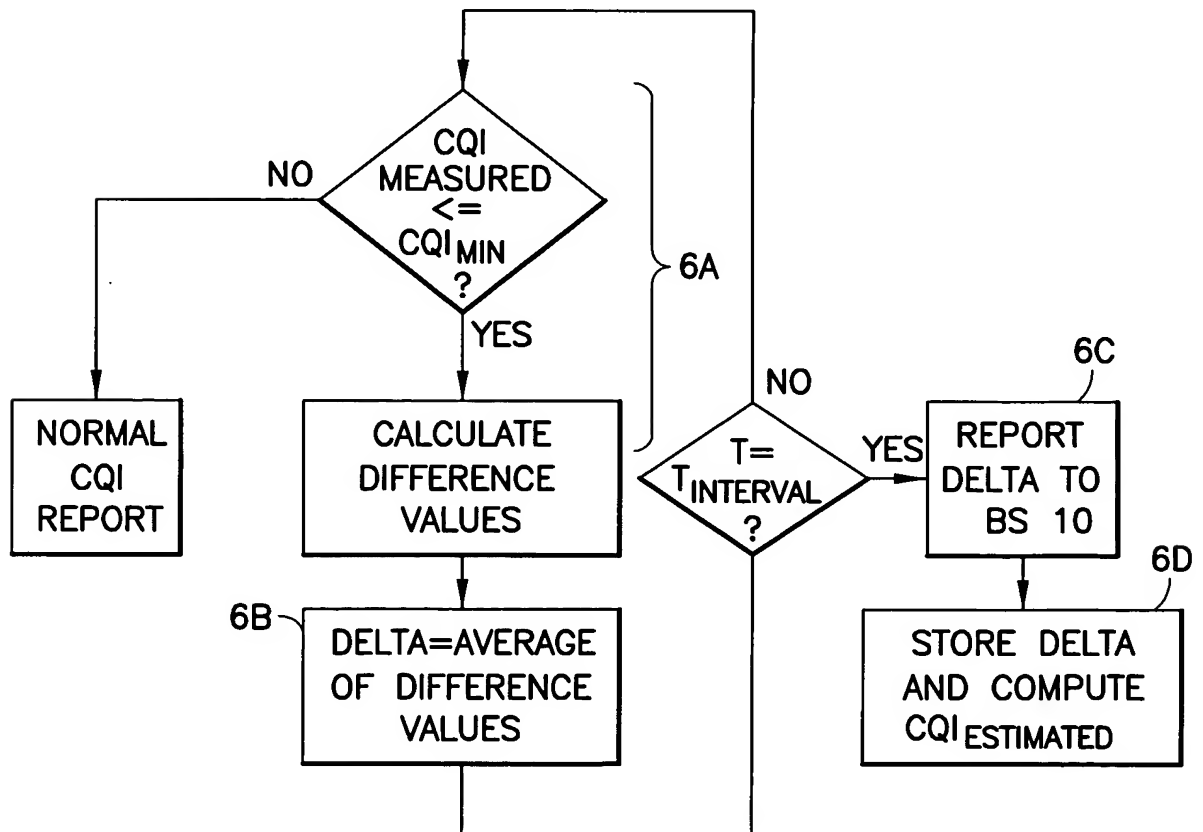 CQI
MEASURED
<=
CQI MIN
?
NO
YES
6A
NORMAL
CQI
REPORT
CALCULATE
DIFFERENCE
VALUES
6B
DELTA=AVERAGE
OF DIFFERENCE
VALUES
NO
T=
TINTERVAL
?
YES
6C
REPORT
DELTA TO
BS 10
6D
STORE DELTA
AND COMPUTE
CQI ESTIMATED